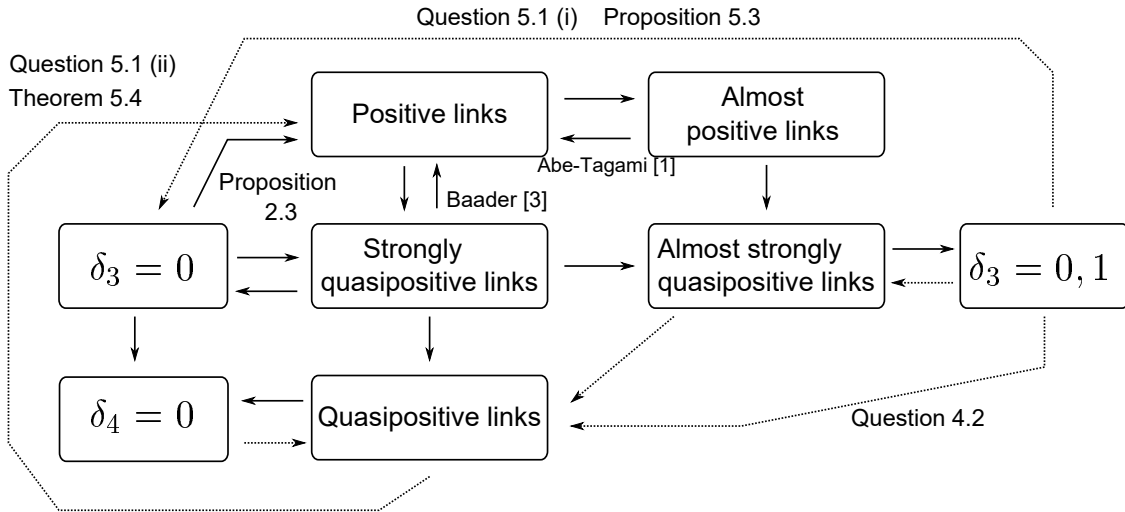 Question 5.1 (i) Proposition 5.3
Question 5.1 (ii)
Theorem 5.4
Positive links
Almost
positive links
Abe-Tagami [1]
Proposition
2.3
Baader [3]
δ₃ = 0
Strongly
quasipositive links
Almost strongly
quasipositive links
δ₃ = 0, 1
δ₄ = 0
Quasipositive links
Question 4.2